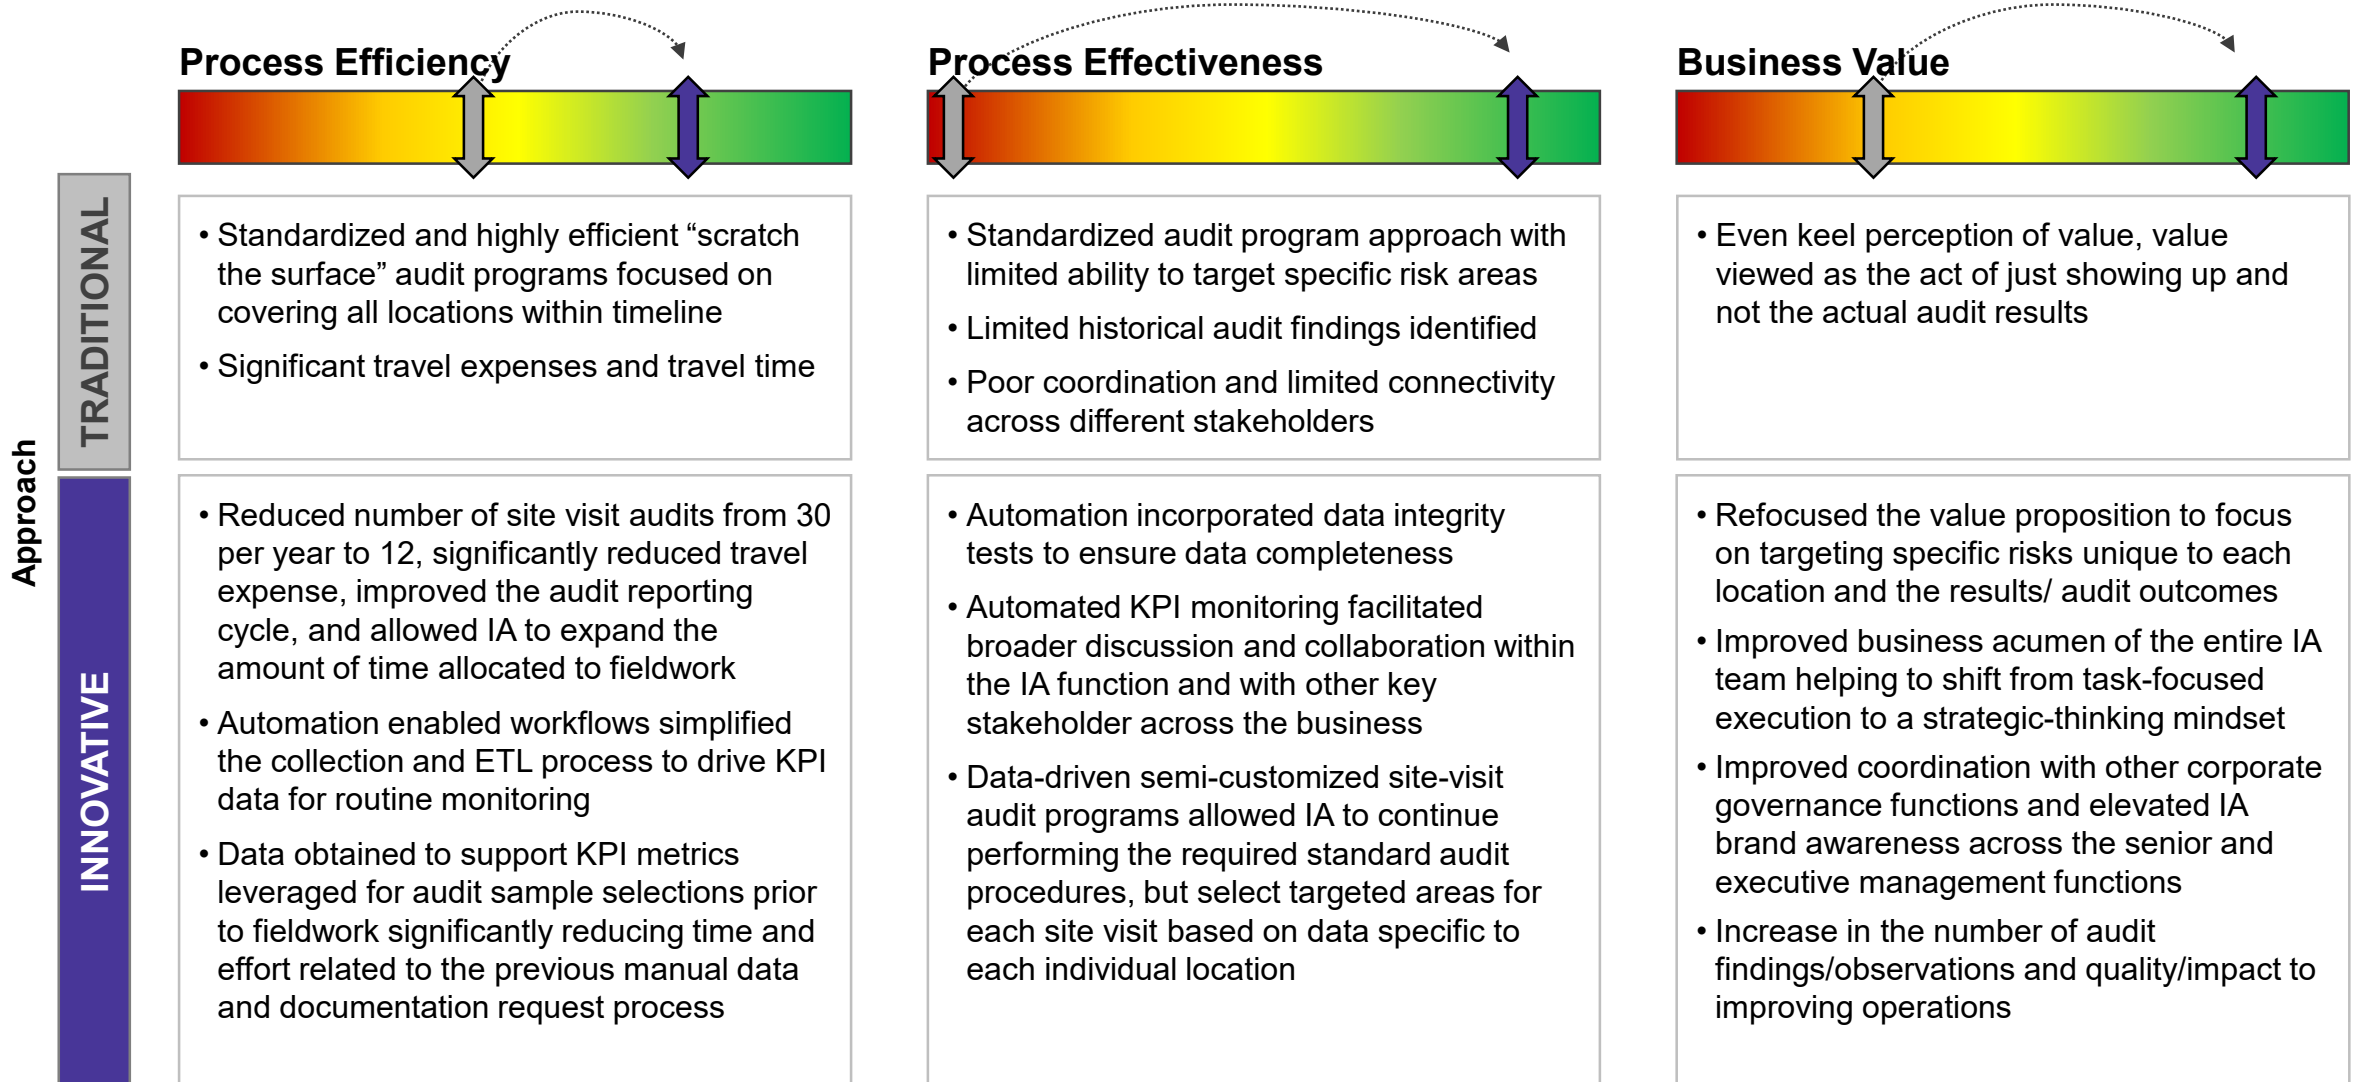 Process Efficiency
Process Effectiveness
Business Value
Approach
TRADITIONAL
• Standardized and highly efficient “scratch
the surface” audit programs focused on
covering all locations within timeline
• Significant travel expenses and travel time
• Standardized audit program approach with
limited ability to target specific risk areas
• Limited historical audit findings identified
• Poor coordination and limited connectivity
across different stakeholders
• Even keel perception of value, value
viewed as the act of just showing up and
not the actual audit results
INNOVATIVE
• Reduced number of site visit audits from 30
per year to 12, significantly reduced travel
expense, improved the audit reporting
cycle, and allowed IA to expand the
amount of time allocated to fieldwork
• Automation enabled workflows simplified
the collection and ETL process to drive KPI
data for routine monitoring
• Data obtained to support KPI metrics
leveraged for audit sample selections prior
to fieldwork significantly reducing time and
effort related to the previous manual data
and documentation request process
• Automation incorporated data integrity
tests to ensure data completeness
• Automated KPI monitoring facilitated
broader discussion and collaboration within
the IA function and with other key
stakeholder across the business
• Data-driven semi-customized site-visit
audit programs allowed IA to continue
performing the required standard audit
procedures, but select targeted areas for
each site visit based on data specific to
each individual location
• Refocused the value proposition to focus
on targeting specific risks unique to each
location and the results/ audit outcomes
• Improved business acumen of the entire IA
team helping to shift from task-focused
execution to a strategic-thinking mindset
• Improved coordination with other corporate
governance functions and elevated IA
brand awareness across the senior and
executive management functions
• Increase in the number of audit
findings/observations and quality/impact to
improving operations